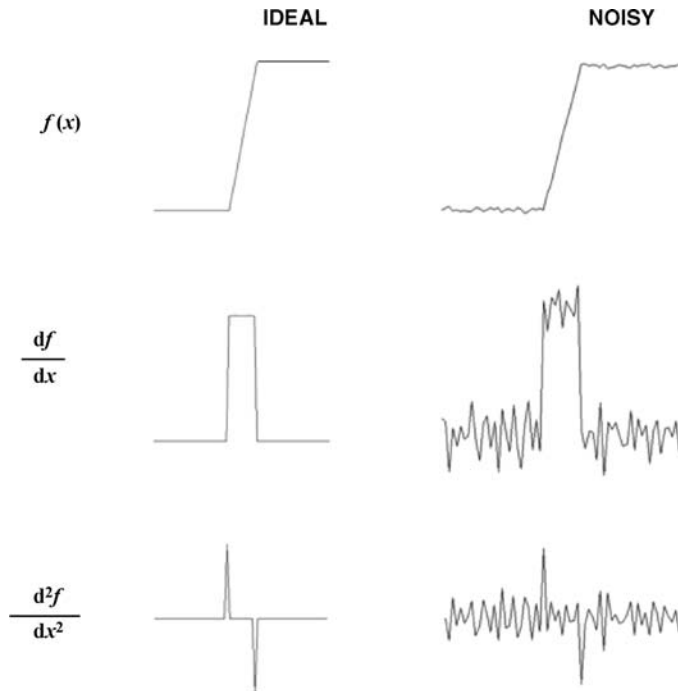 IDEAL NOISY
f(x)
df
dx
d²f
dx²